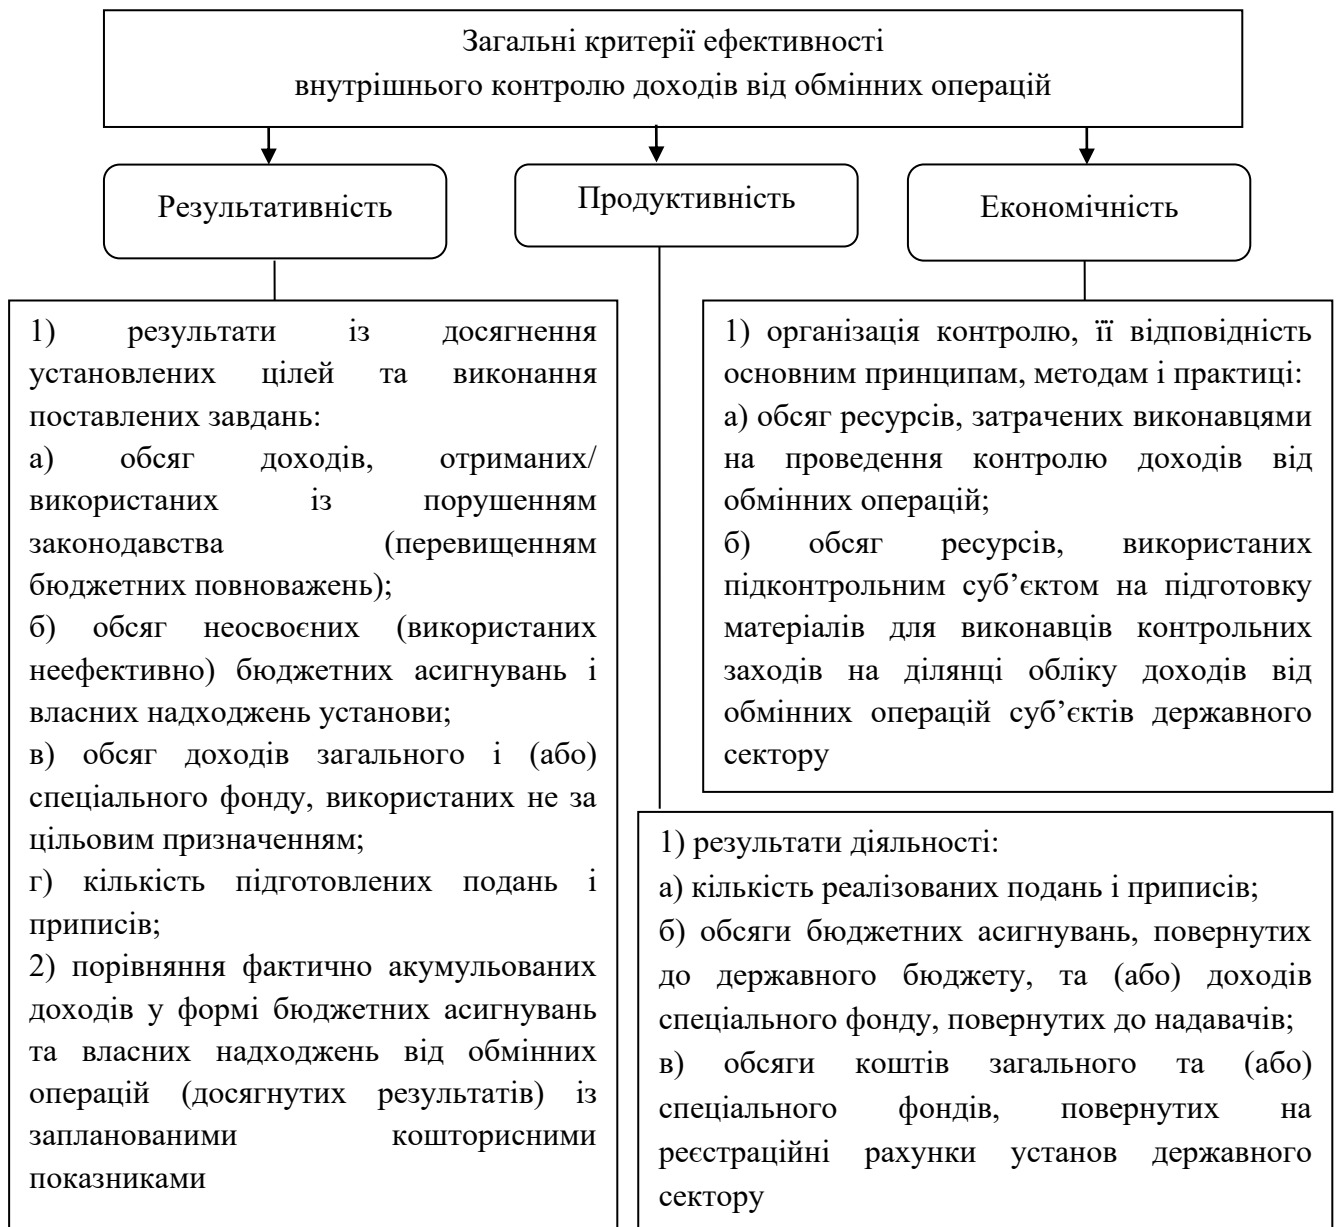 Загальні критерії ефективності
внутрішнього контролю доходів від обмінних операцій
Результативність
Продуктивність
Економічність
1) результати із досягнення
установлених цілей та виконання
поставлених завдань:
а) обсяг доходів, отриманих/
використаних із порушенням
законодавства (перевищенням
бюджетних повноважень);
б) обсяг неосвоєних (використаних
неефективно) бюджетних асигнувань і
власних надходжень установи;
в) обсяг доходів загального і (або)
спеціального фонду, використаних не за
цільовим призначенням;
г) кількість підготовлених подань і
приписів;
2) порівняння фактично акумульованих
доходів у формі бюджетних асигнувань
та власних надходжень від обмінних
операцій (досягнутих результатів) із
запланованими кошторисними
показниками
1) організація контролю, її відповідність
основним принципам, методам і практиці:
а) обсяг ресурсів, затрачених виконавцями
на проведення контролю доходів від
обмінних операцій;
б) обсяг ресурсів, використаних
підконтрольним суб’єктом на підготовку
матеріалів для виконавців контрольних
заходів на ділянці обліку доходів від
обмінних операцій суб’єктів державного
сектору
1) результати діяльності:
а) кількість реалізованих подань і приписів;
б) обсяги бюджетних асигнувань, повернутих
до державного бюджету, та (або) доходів
спеціального фонду, повернутих до надавачів;
в) обсяги коштів загального та (або)
спеціального фондів, повернутих на
реєстраційні рахунки установ державного
сектору